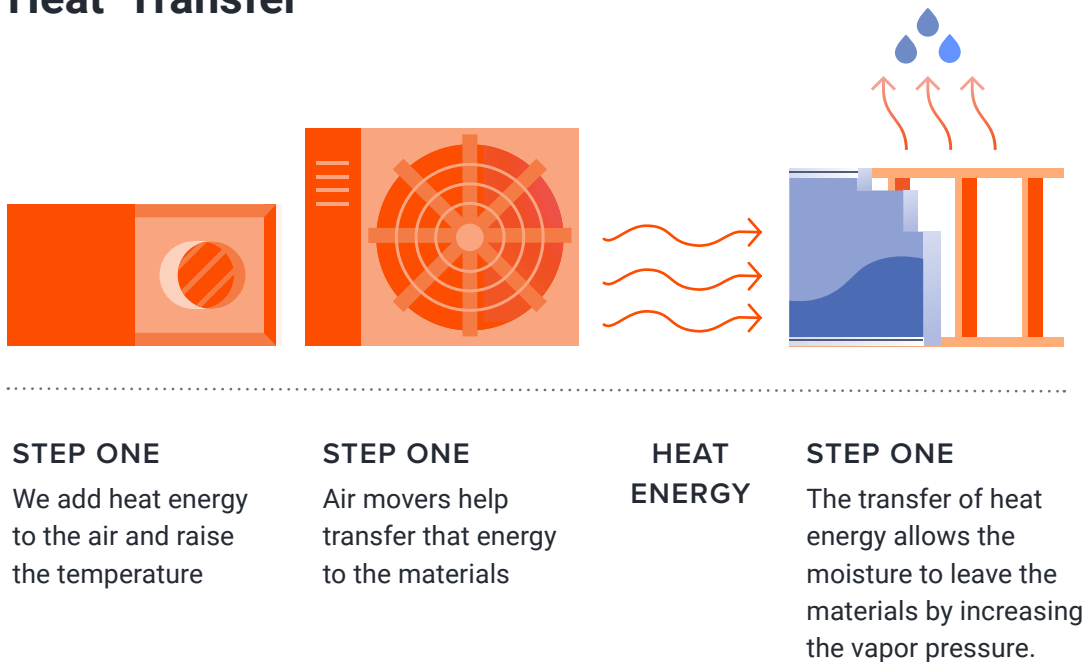 Heat Transfer
STEP ONE
We add heat energy
to the air and raise
the temperature
STEP ONE
Air movers help
transfer that energy
to the materials
HEAT
ENERGY
STEP ONE
The transfer of heat
energy allows the
moisture to leave the
materials by increasing
the vapor pressure.